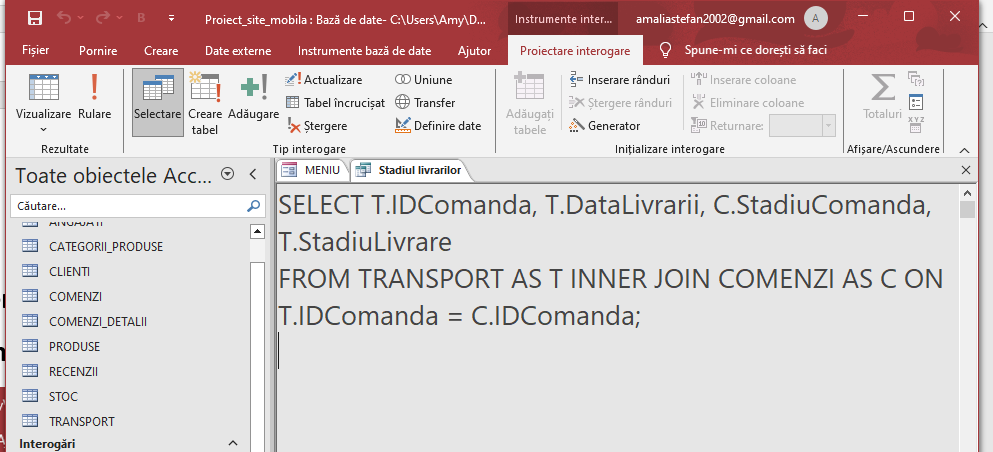 Proiect_site_mobila : Bază de date- C:\Users\Amy\D...
Instrumente inter...
amaliastefan2002@gmail.com
A
Fișier
Pornire
Creare
Date externe
Instrumente bază de date
Ajutor
Proiectare interogare
Spune-mi ce dorești să faci
Vizualizare
Rulare
Rezultate
Selectare
Creare tabel
Adăugare
Actualizare
Tabel încrucișat
Ștergere
Uniune
Transfer
Definire date
Tip interogare
Adăugați tabele
Inserare rânduri
Ștergere rânduri
Generator
Inserare coloane
Eliminare coloane
Returnare:
Inițializare interogare
Totaluri
Afișare/Ascundere
Toate obiectele Acc...
Căutare...
ANGAJATI
CATEGORII_PRODUSE
CLIENTI
COMENZI
COMENZI_DETALII
PRODUSE
RECENZII
STOC
TRANSPORT
Interogări
MENIU
Stadiul livrarilor
SELECT T.IDComanda, T.DataLivrarii, C.StadiuComanda,
T.StadiuLivrare
FROM TRANSPORT AS T INNER JOIN COMENZI AS C ON
T.IDComanda = C.IDComanda;